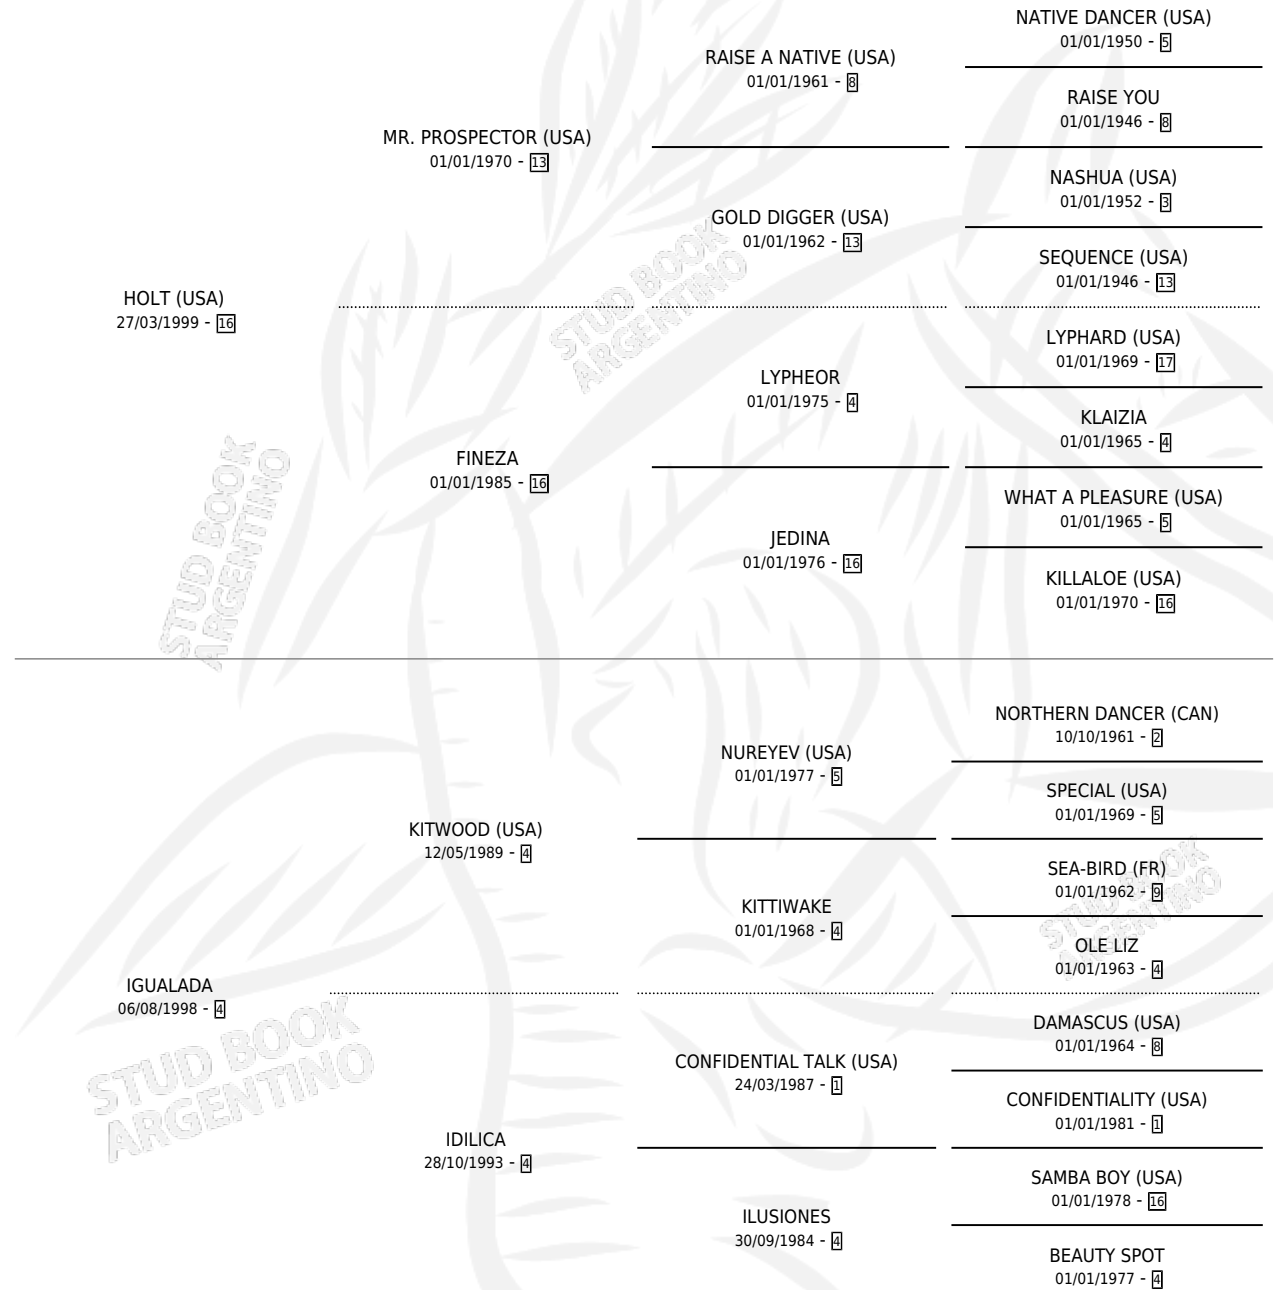 NATIVE DANCER (USA)
01/01/1950 - 5
RAISE A NATIVE (USA)
01/01/1961 - 8
RAISE YOU
01/01/1946 - 8
MR. PROSPECTOR (USA)
01/01/1970 - 13
NASHUA (USA)
01/01/1952 - 3
GOLD DIGGER (USA)
01/01/1962 - 13
SEQUENCE (USA)
01/01/1946 - 13
HOLT (USA)
27/03/1999 - 16
LYPHARD (USA)
01/01/1969 - 17
LYPHEOR
01/01/1975 - 4
KLAIZIA
01/01/1965 - 4
FINEZA
01/01/1985 - 16
WHAT A PLEASURE (USA)
01/01/1965 - 5
JEDINA
01/01/1976 - 16
KILLALOE (USA)
01/01/1970 - 16
STUD BOOK
ARGENTINO
STUD BOOK
ARGENTINO
NORTHERN DANCER (CAN)
10/10/1961 - 2
NUREYEV (USA)
01/01/1977 - 5
SPECIAL (USA)
01/01/1969 - 5
KITWOOD (USA)
12/05/1989 - 4
SEA-BIRD (FR)
01/01/1962 - 9
KITTIWAKE
01/01/1968 - 4
OLE LIZ
01/01/1963 - 4
STUD BOOK
ARGENTINO
IGUALADA
06/08/1998 - 4
DAMASCUS (USA)
01/01/1964 - 8
CONFIDENTIAL TALK (USA)
24/03/1987 - 1
CONFIDENTIALITY (USA)
01/01/1981 - 1
IDILICA
28/10/1993 - 4
SAMBA BOY (USA)
01/01/1978 - 16
ILUSIONES
30/09/1984 - 4
BEAUTY SPOT
01/01/1977 - 4
STUD BOOK
ARGENTINO